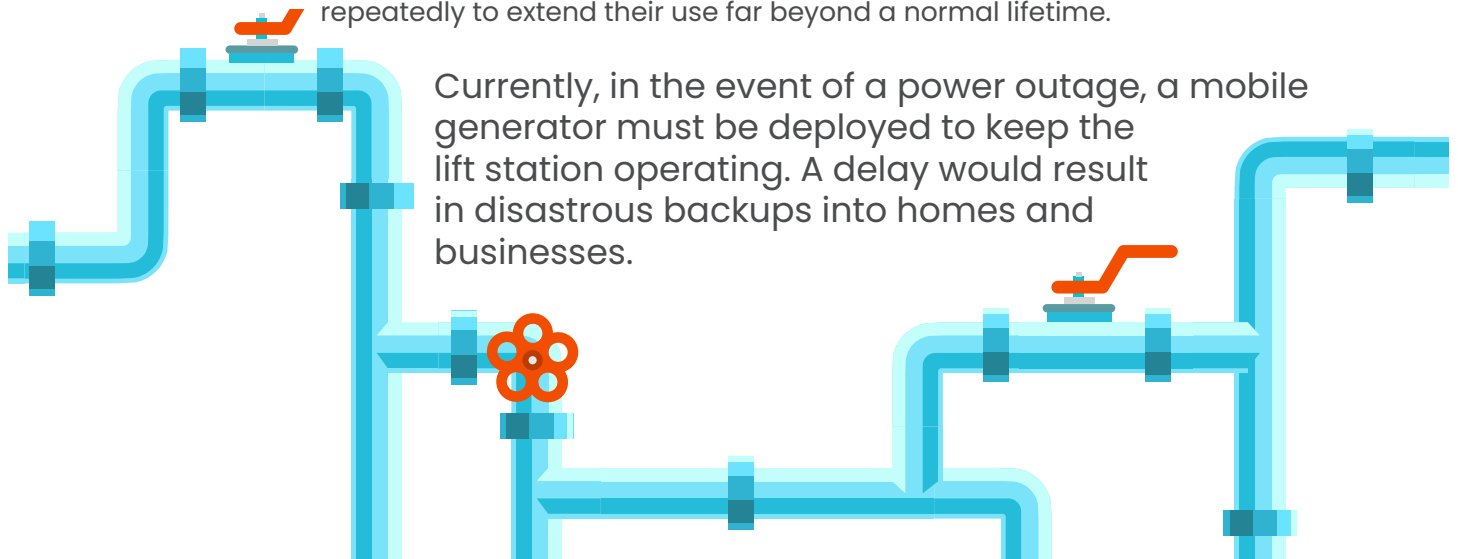 repeatedly to extend their use far beyond a normal lifetime.
Currently, in the event of a power outage, a mobile
generator must be deployed to keep the
lift station operating. A delay would result
in disastrous backups into homes and
businesses.